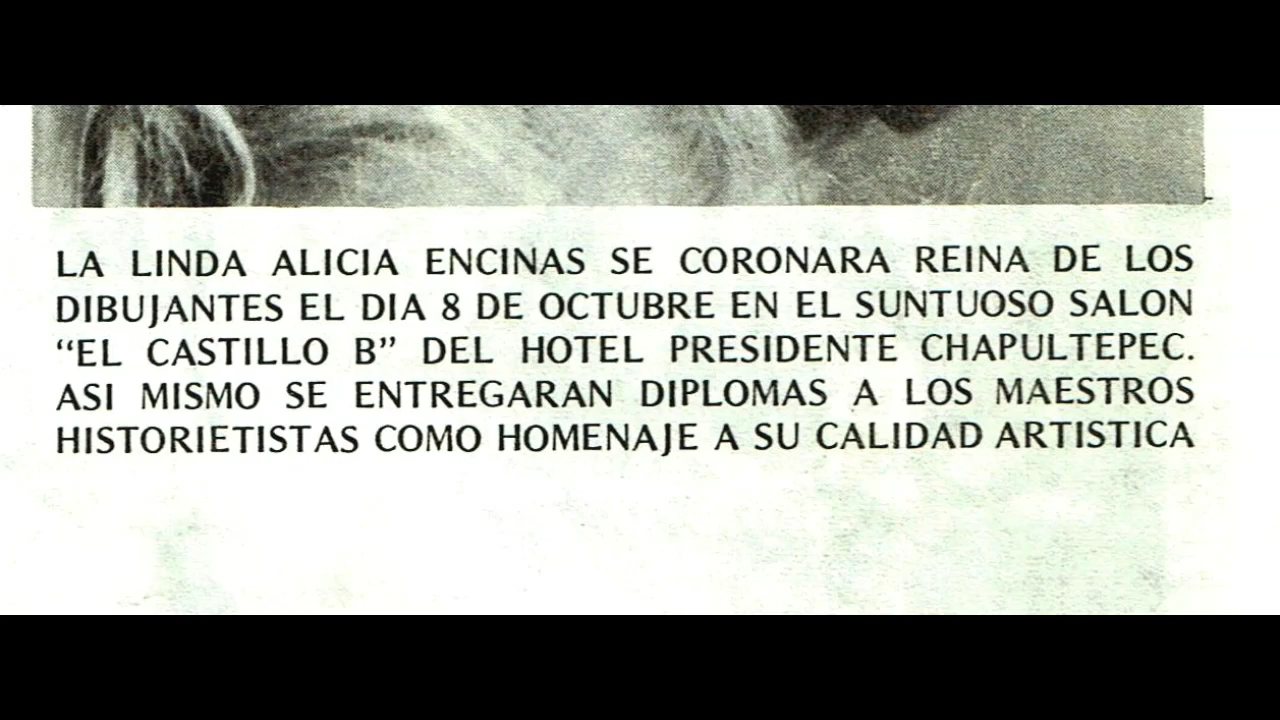 LA LINDA ALICIA ENCINAS SE CORONARA REINA DE LOS
DIBUJANTES EL DIA 8 DE OCTUBRE EN EL SUNTUOSO SALON
“EL CASTILLO B” DEL HOTEL PRESIDENTE CHAPULTEPEC.
ASI MISMO SE ENTREGARAN DIPLOMAS A LOS MAESTROS
HISTORIETISTAS COMO HOMENAJE A SU CALIDAD ARTISTICA